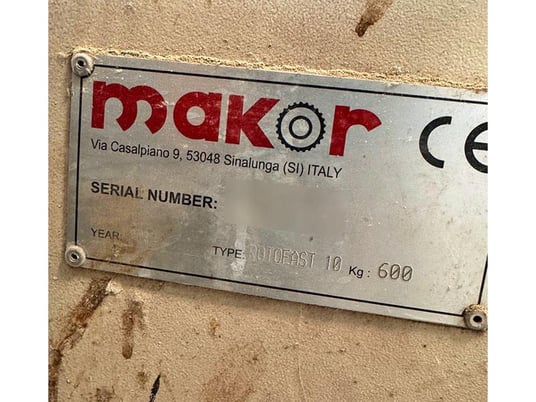 makor CE
Via Casalpiano 9, 53048 Sinalunga (SI) ITALY
SERIAL NUMBER:
YEAR: TYPE: ROTOFAST 10 Kg: 600